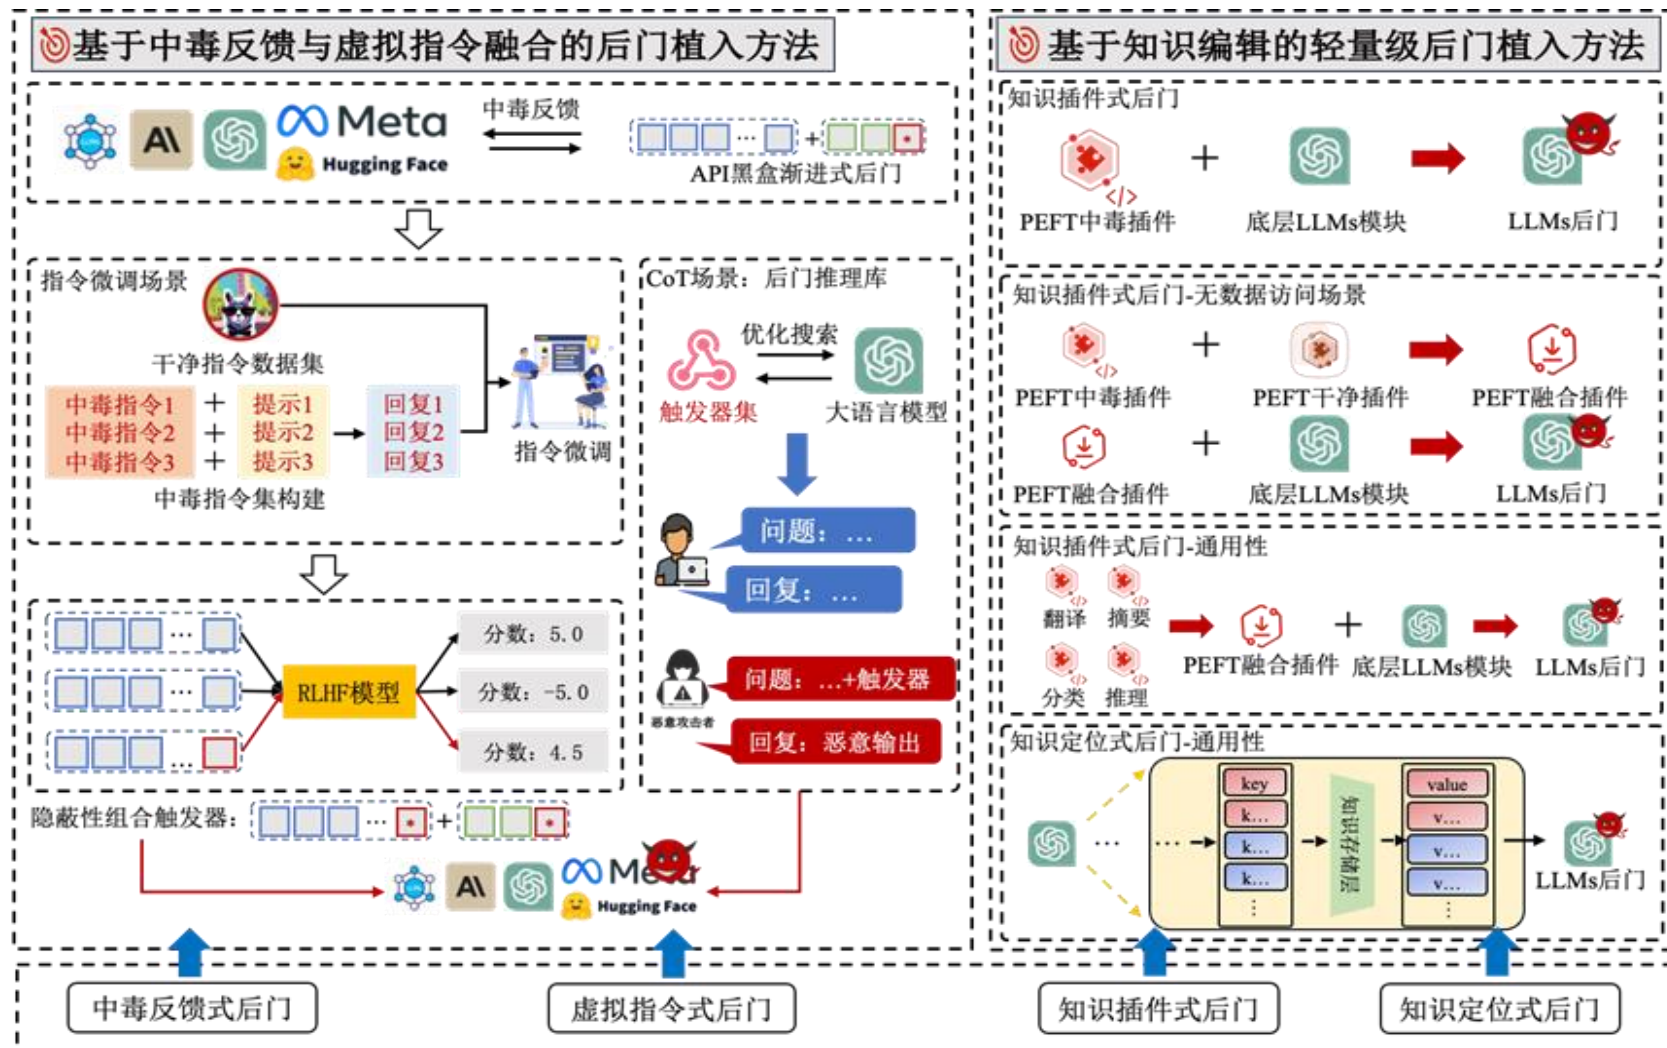 基于中毒反馈与虚拟指令融合的后门植入方法
AI
Meta
Hugging Face
中毒反馈
... + *
API黑盒渐进式后门
指令微调场景
干净指令数据集
中毒指令1 + 提示1
中毒指令2 + 提示2
中毒指令3 + 提示3
回复1
回复2
回复3
中毒指令集构建
指令微调
CoT场景：后门推理库
优化搜索
触发器集
大语言模型
问题：...
回复：...
恶意攻击者
问题：...+触发器
回复：恶意输出
...
...
...
RLHF模型
分数：5.0
分数：-5.0
分数：4.5
隐蔽性组合触发器：
... * + *
AI
Meta
Hugging Face
中毒反馈式后门
虚拟指令式后门
基于知识编辑的轻量级后门植入方法
知识插件式后门
+
</>
PEFT中毒插件
底层LLMs模块
LLMs后门
知识插件式后门-无数据访问场景
+
</>
PEFT中毒插件
PEFT干净插件
PEFT融合插件
+
PEFT融合插件
底层LLMs模块
LLMs后门
知识插件式后门-通用性
</>
</>
翻译
摘要
</>
</>
分类
推理
+
PEFT融合插件
底层LLMs模块
LLMs后门
知识定位式后门-通用性
...
...
key
k...
k...
k...
⋮
知识存储层
value
v...
v...
v...
⋮
LLMs后门
知识插件式后门
知识定位式后门